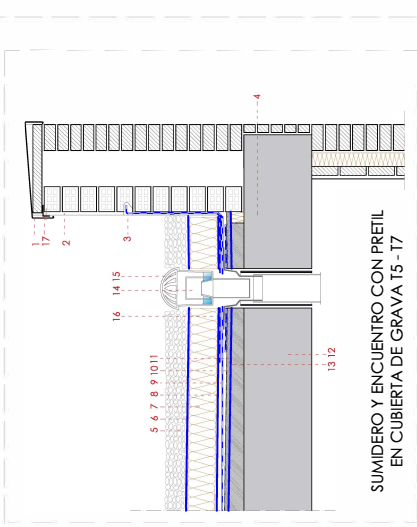 1
17
2
3
4
5 6 7 8 9 10 11
16
14 15
13 12
SUMIDERO Y ENCUENTRO CON PRETIL
EN CUBIERTA DE GRAVA T5 - T7